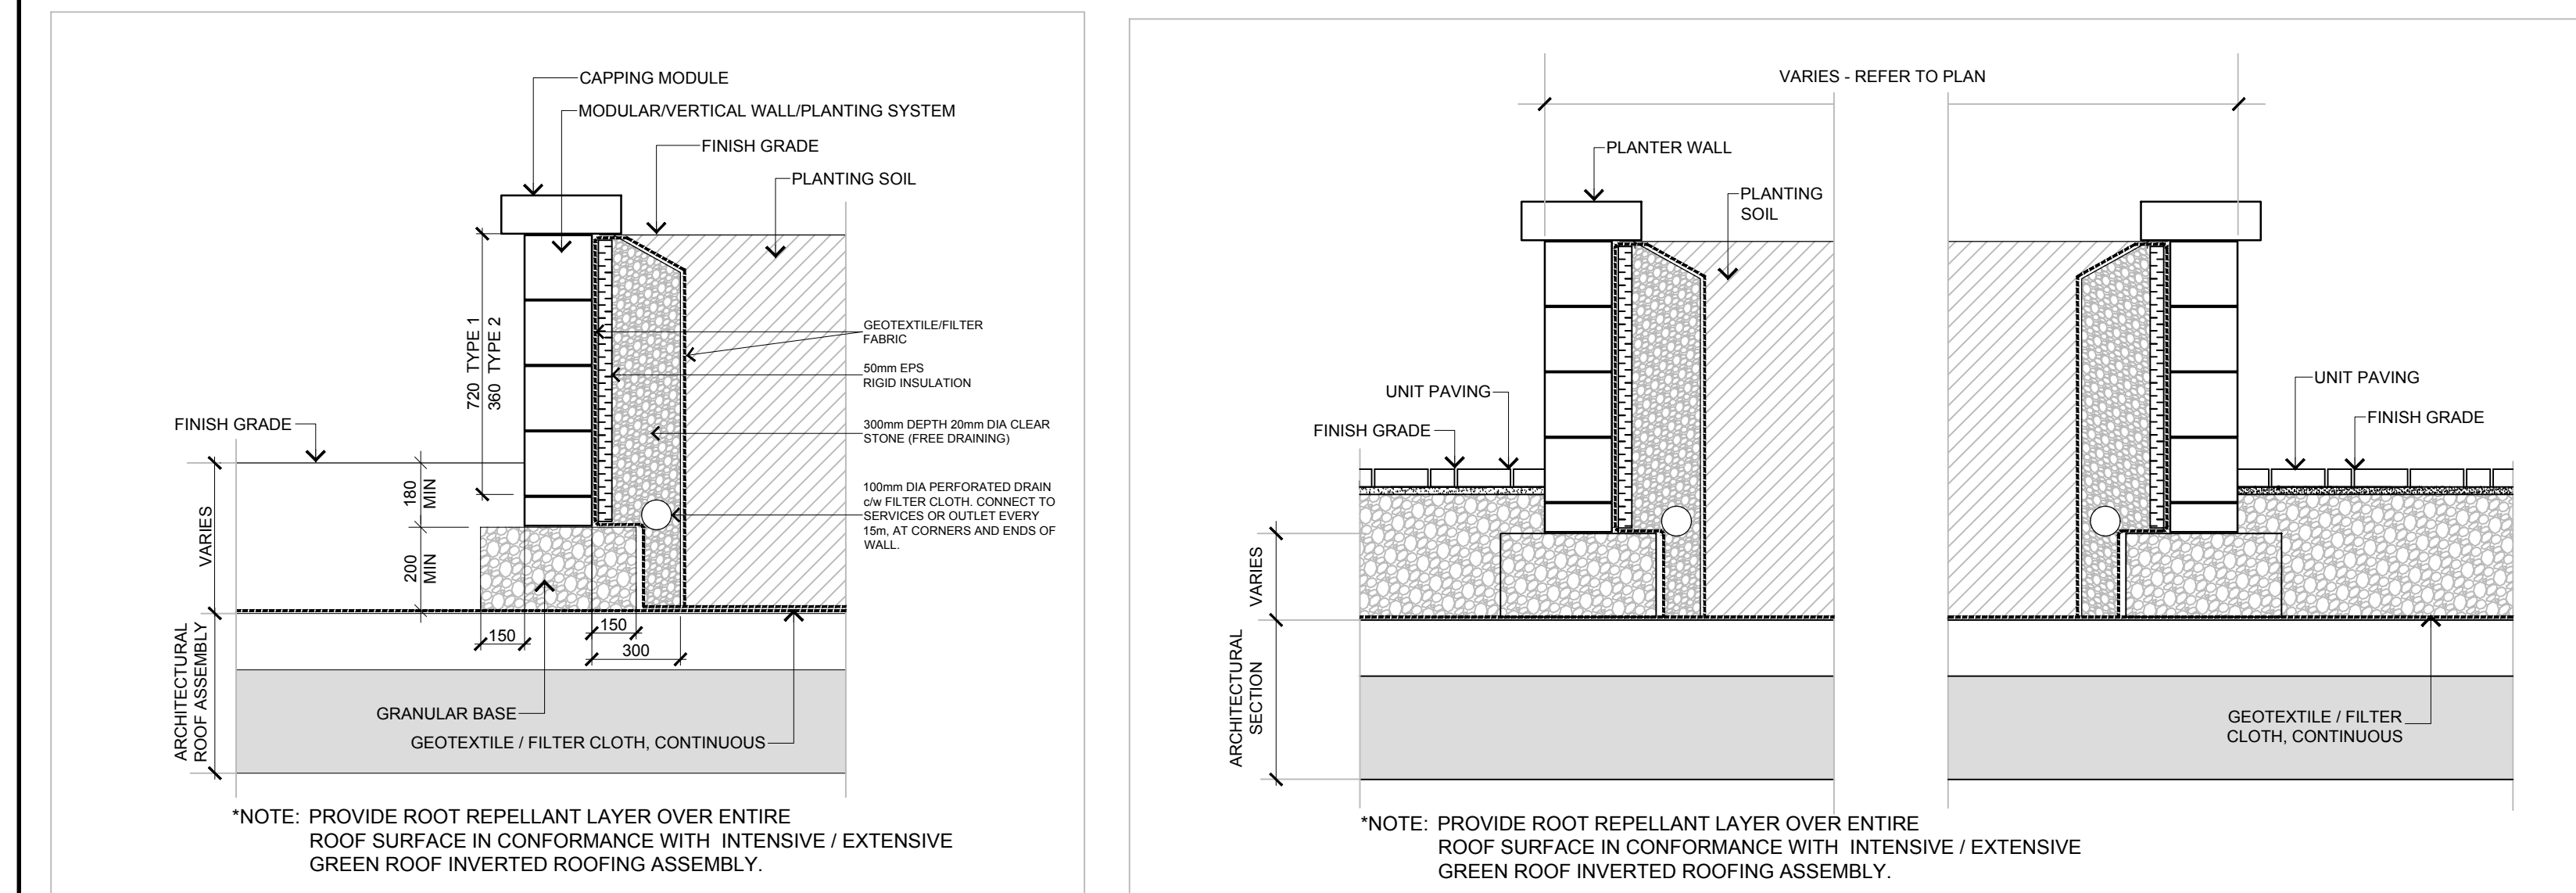 CAPPING MODULE
MODULAR/VERTICAL WALL/PLANTING SYSTEM
FINISH GRADE
PLANTING SOIL
GEOTEXTILE/FILTER
FABRIC
50mm EPS
RIGID INSULATION
300mm DEPTH 20mm DIA CLEAR
STONE (FREE DRAINING)
100mm DIA PERFORATED DRAIN
c/w FILTER CLOTH. CONNECT TO
SERVICES OR OUTLET EVERY
15m, AT CORNERS AND ENDS OF
WALL.
720 TYPE 1
360 TYPE 2
FINISH GRADE
180
MIN
200
MIN
VARIES
ARCHITECTURAL
ROOF ASSEMBLY
150
150
300
GRANULAR BASE
GEOTEXTILE / FILTER CLOTH, CONTINUOUS
*NOTE: PROVIDE ROOT REPELLANT LAYER OVER ENTIRE
ROOF SURFACE IN CONFORMANCE WITH INTENSIVE / EXTENSIVE
GREEN ROOF INVERTED ROOFING ASSEMBLY.
VARIES - REFER TO PLAN
PLANTER WALL
PLANTING
SOIL
UNIT PAVING
FINISH GRADE
UNIT PAVING
FINISH GRADE
VARIES
ARCHITECTURAL
SECTION
GEOTEXTILE / FILTER
CLOTH, CONTINUOUS
*NOTE: PROVIDE ROOT REPELLANT LAYER OVER ENTIRE
ROOF SURFACE IN CONFORMANCE WITH INTENSIVE / EXTENSIVE
GREEN ROOF INVERTED ROOFING ASSEMBLY.